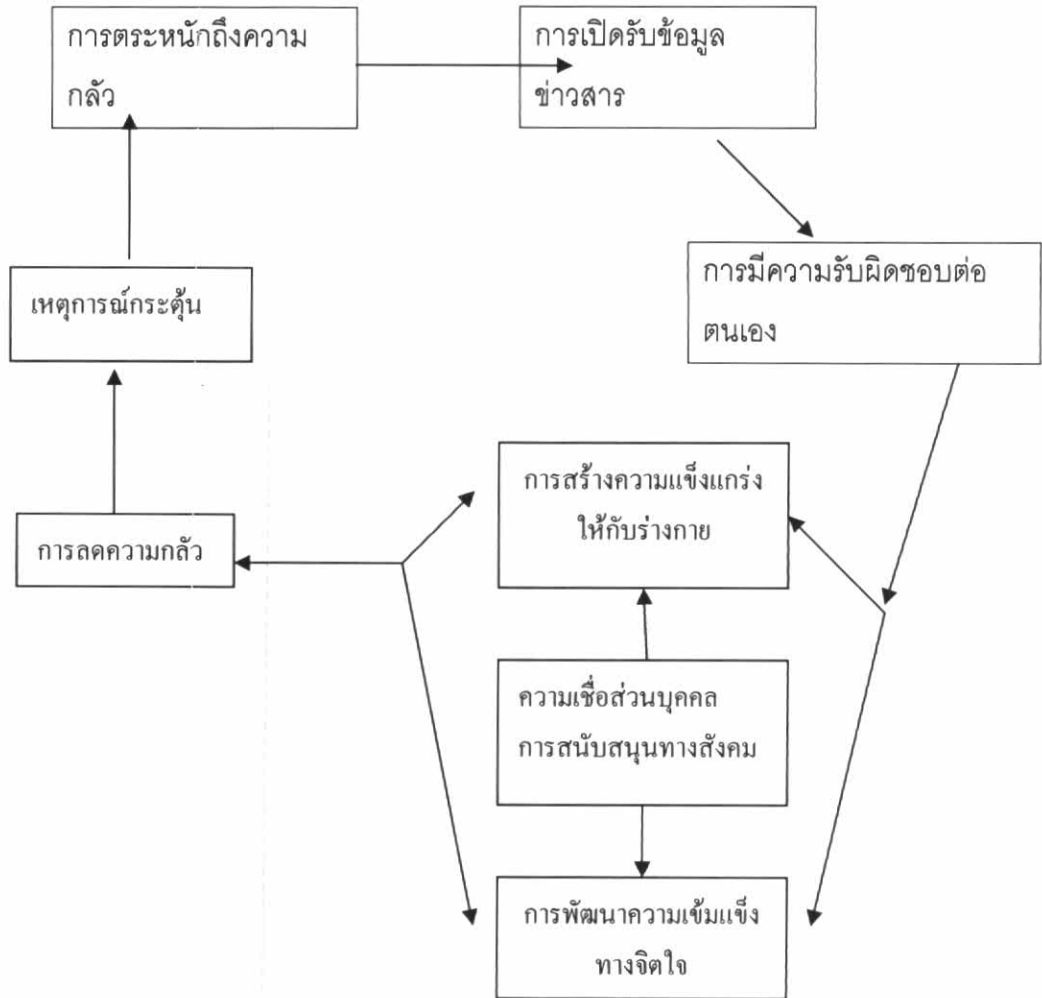 การตระหนักถึงความ
กลัว
การเปิดรับข้อมูล
ข่าวสาร
เหตุการณ์กระตุ้น
การมีความรับผิดชอบต่อ
ตนเอง
การสร้างความแข็งแกร่ง
ให้กับร่างกาย
การลดความกลัว
ความเชื่อส่วนบุคคล
การสนับสนุนทางสังคม
การพัฒนาความเข้มแข็ง
ทางจิตใจ